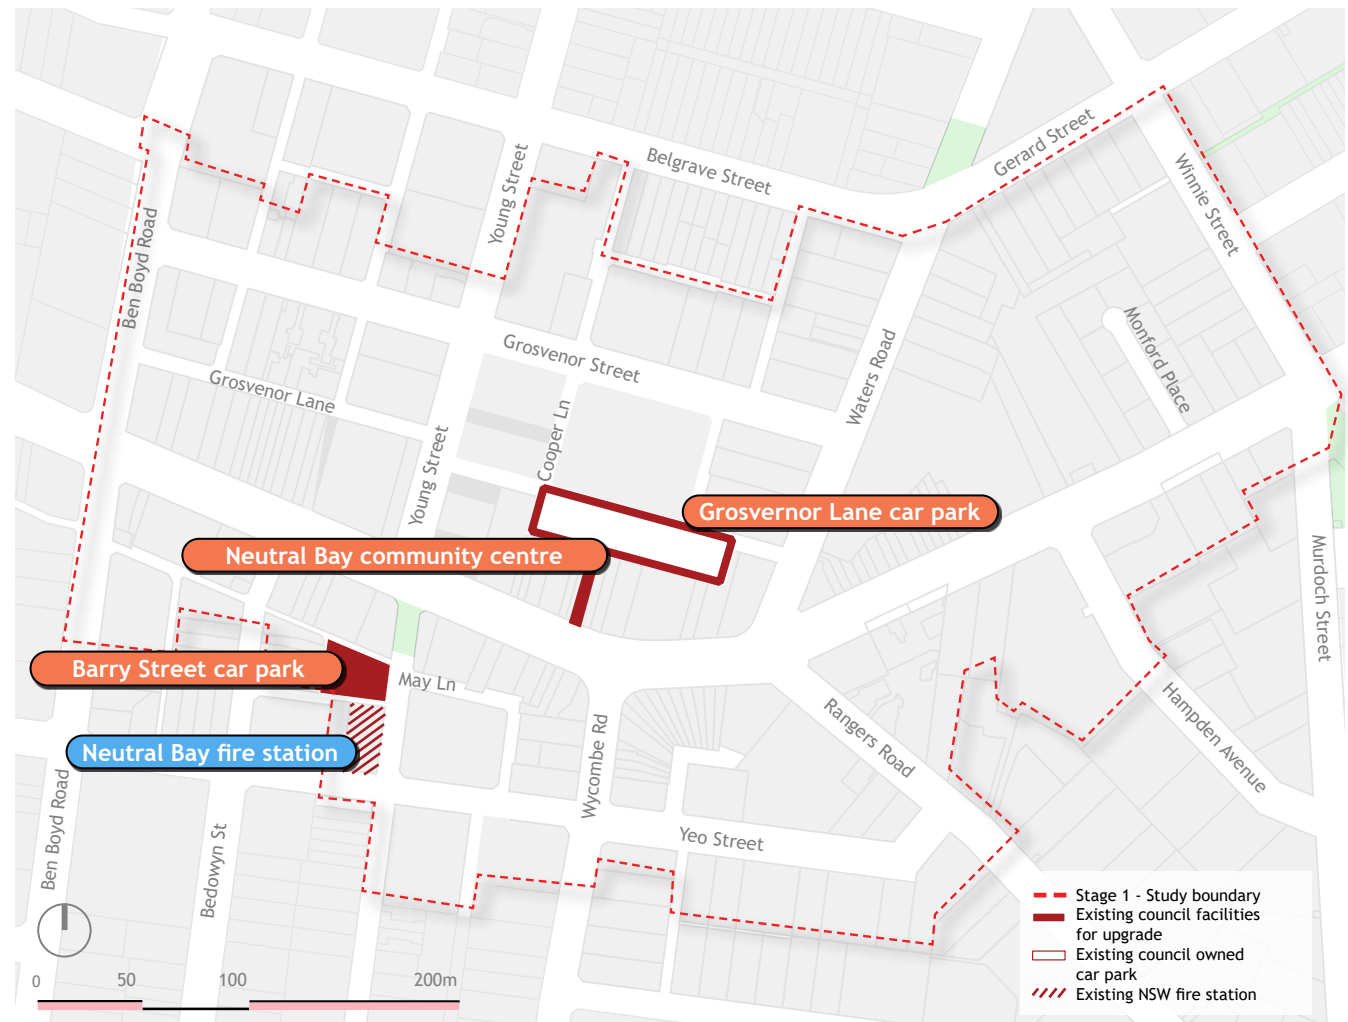 Belgrave Street
Gerard Street
Winnie Street
Young Street
Ben Boyd Road
Monford Place
Grosvenor Street
Waters Road
Grosvenor Lane
Cooper Ln
Young Street
Grosvernor Lane car park
Neutral Bay community centre
Murdoch Street
Barry Street car park
May Ln
Hampden Avenue
Rangers Road
Neutral Bay fire station
Wycombe Rd
Ben Boyd Road
Bedowyn St
Yeo Street
Stage 1 - Study boundary
Existing council facilities
for upgrade
Existing council owned
car park
Existing NSW fire station
0 50 100 200m